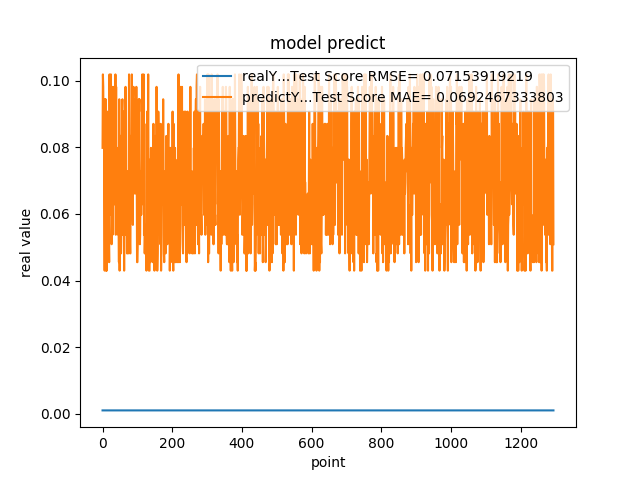 model predict
realY...Test Score RMSE= 0.07153919219
predictY...Test Score MAE= 0.0692467333803
0.10
0.08
0.06
0.04
0.02
0.00
real value
0 200 400 600 800 1000 1200
point